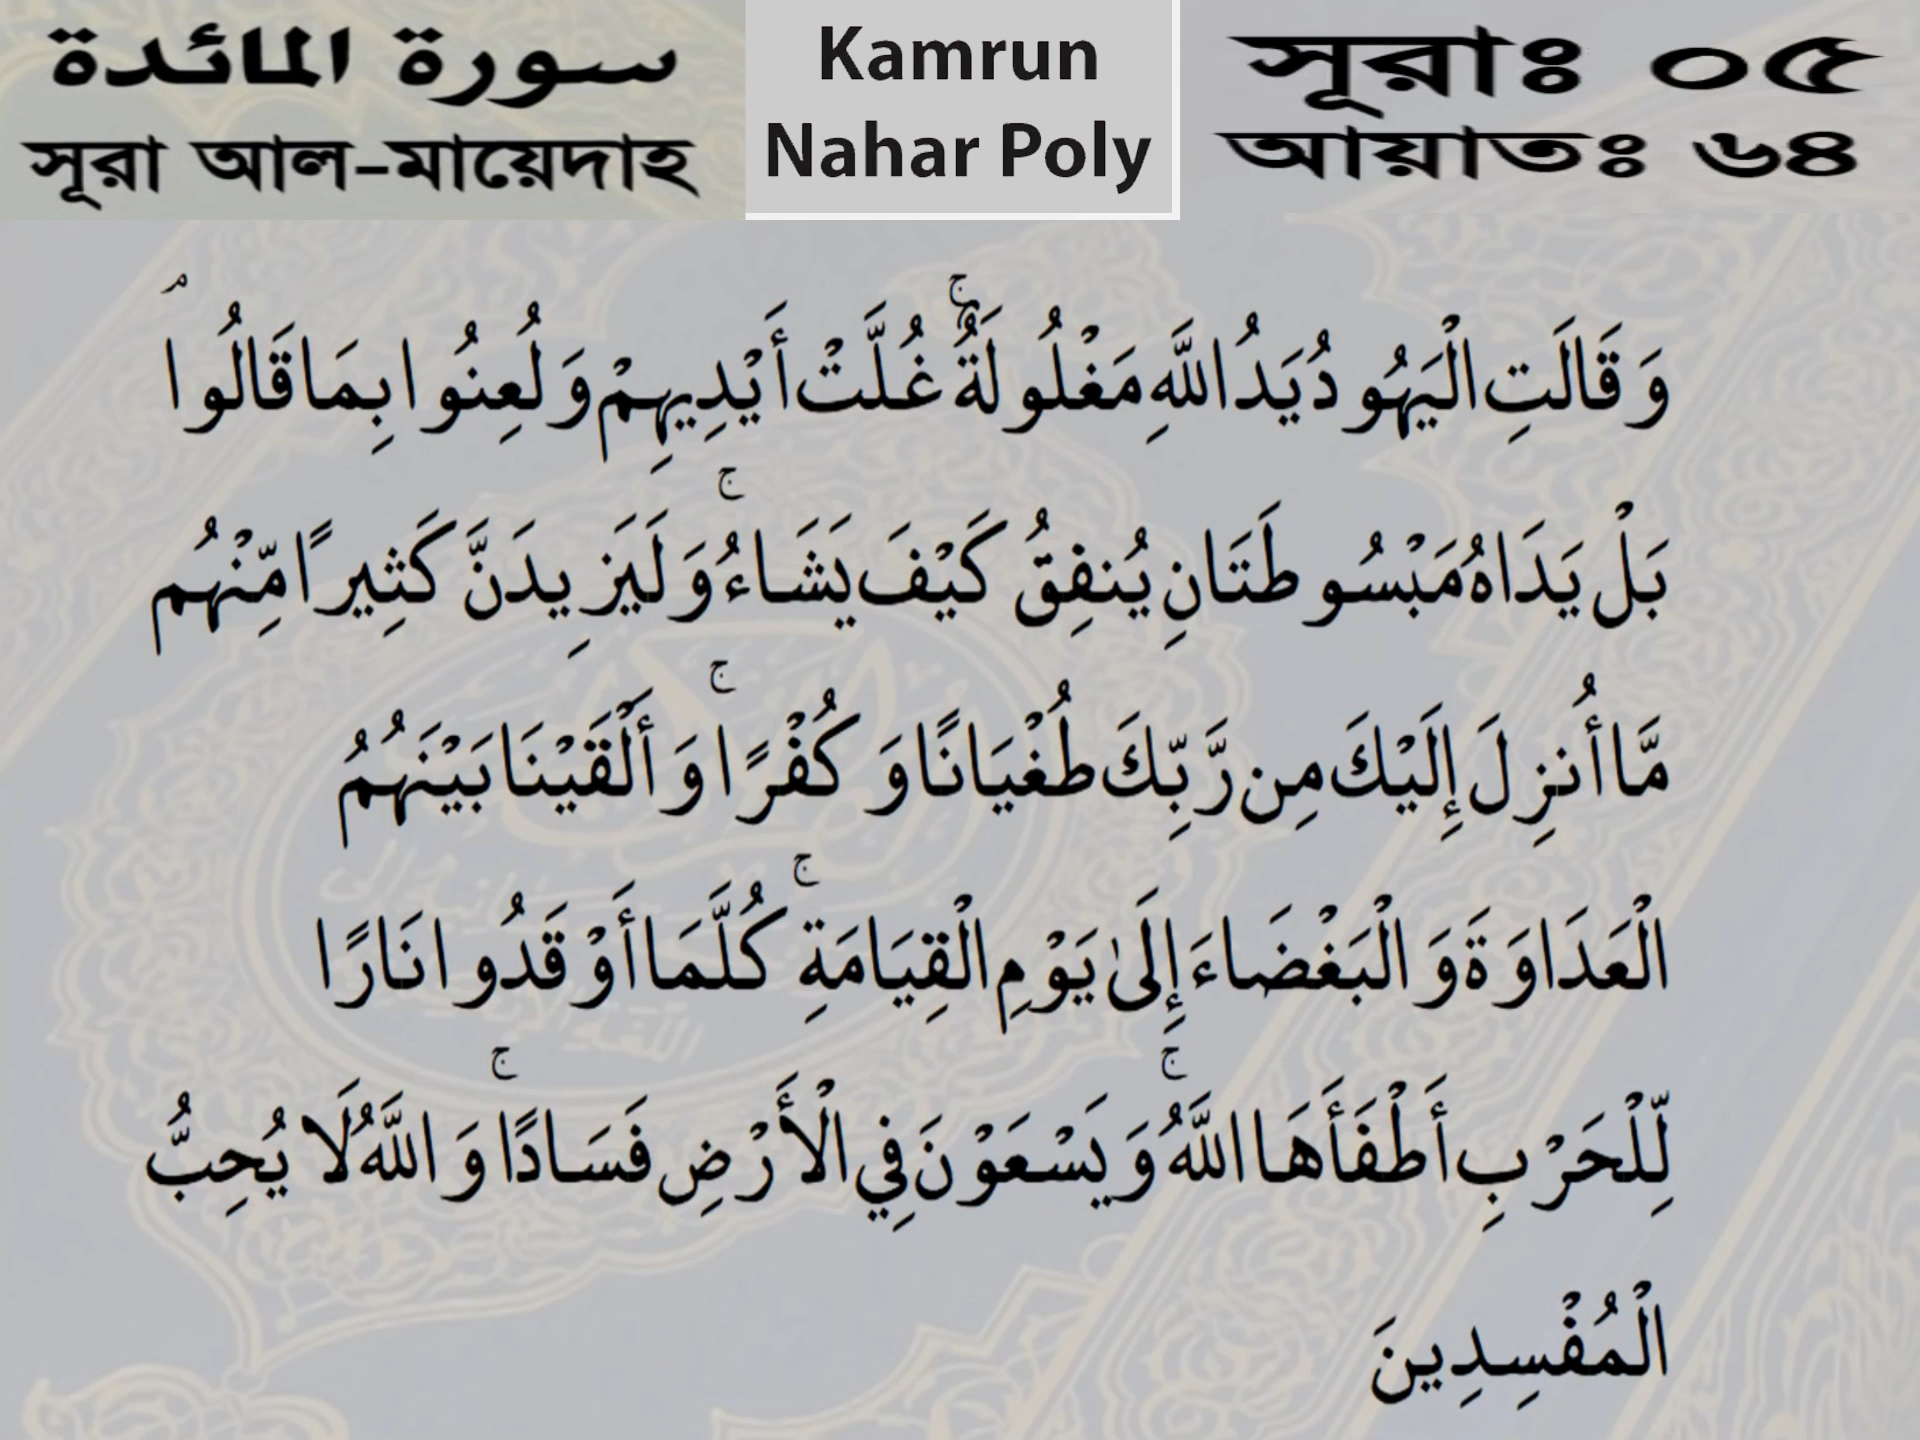 سورة المائدة
সূরা আল-মায়েদাহ
Kamrun
Nahar Poly
সূরাঃ ০৫
আয়াতঃ ৬৪
وَقَالَتِ الْيَهُودُ يَدُ اللَّهِ مَغْلُولَةٌ ۚ غُلَّتْ أَيْدِيهِمْ وَلُعِنُوا بِمَا قَالُوا ۘ
بَلْ يَدَاهُ مَبْسُوطَتَانِ يُنفِقُ كَيْفَ يَشَاءُ ۚ وَلَيَزِيدَنَّ كَثِيرًا مِّنْهُم
مَّا أُنزِلَ إِلَيْكَ مِن رَّبِّكَ طُغْيَانًا وَكُفْرًا ۚ وَأَلْقَيْنَا بَيْنَهُمُ
الْعَدَاوَةَ وَالْبَغْضَاءَ إِلَىٰ يَوْمِ الْقِيَامَةِ ۚ كُلَّمَا أَوْقَدُوا نَارًا
لِّلْحَرْبِ أَطْفَأَهَا اللَّهُ ۚ وَيَسْعَوْنَ فِي الْأَرْضِ فَسَادًا ۚ وَاللَّهُ لَا يُحِبُّ
الْمُفْسِدِينَ